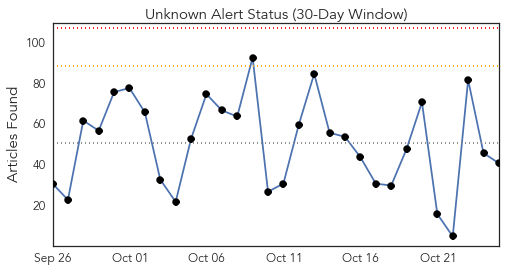 Unknown Alert Status (30-Day Window)
Articles Found
100
80
60
40
20
Sep 26 Oct 01 Oct 06 Oct 11 Oct 16 Oct 21